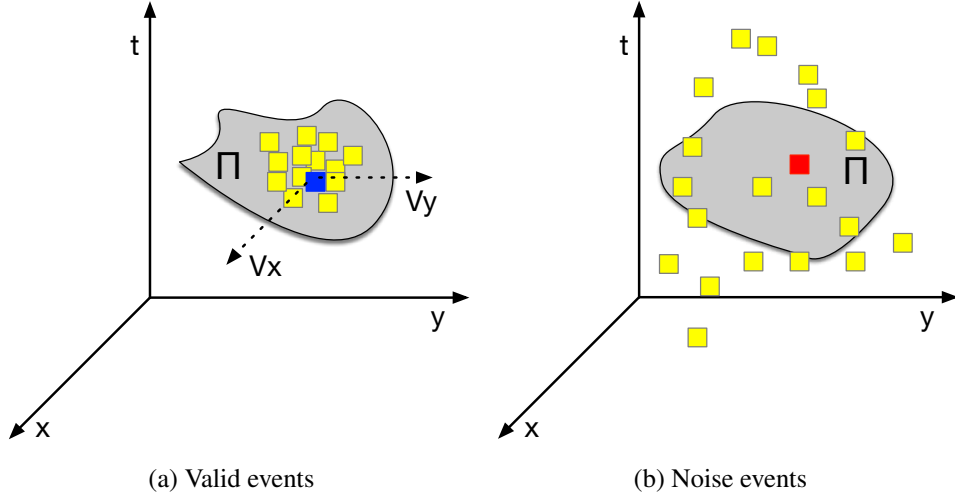 t
Π
Vy
Vx
y
x
(a) Valid events
t
Π
y
x
(b) Noise events